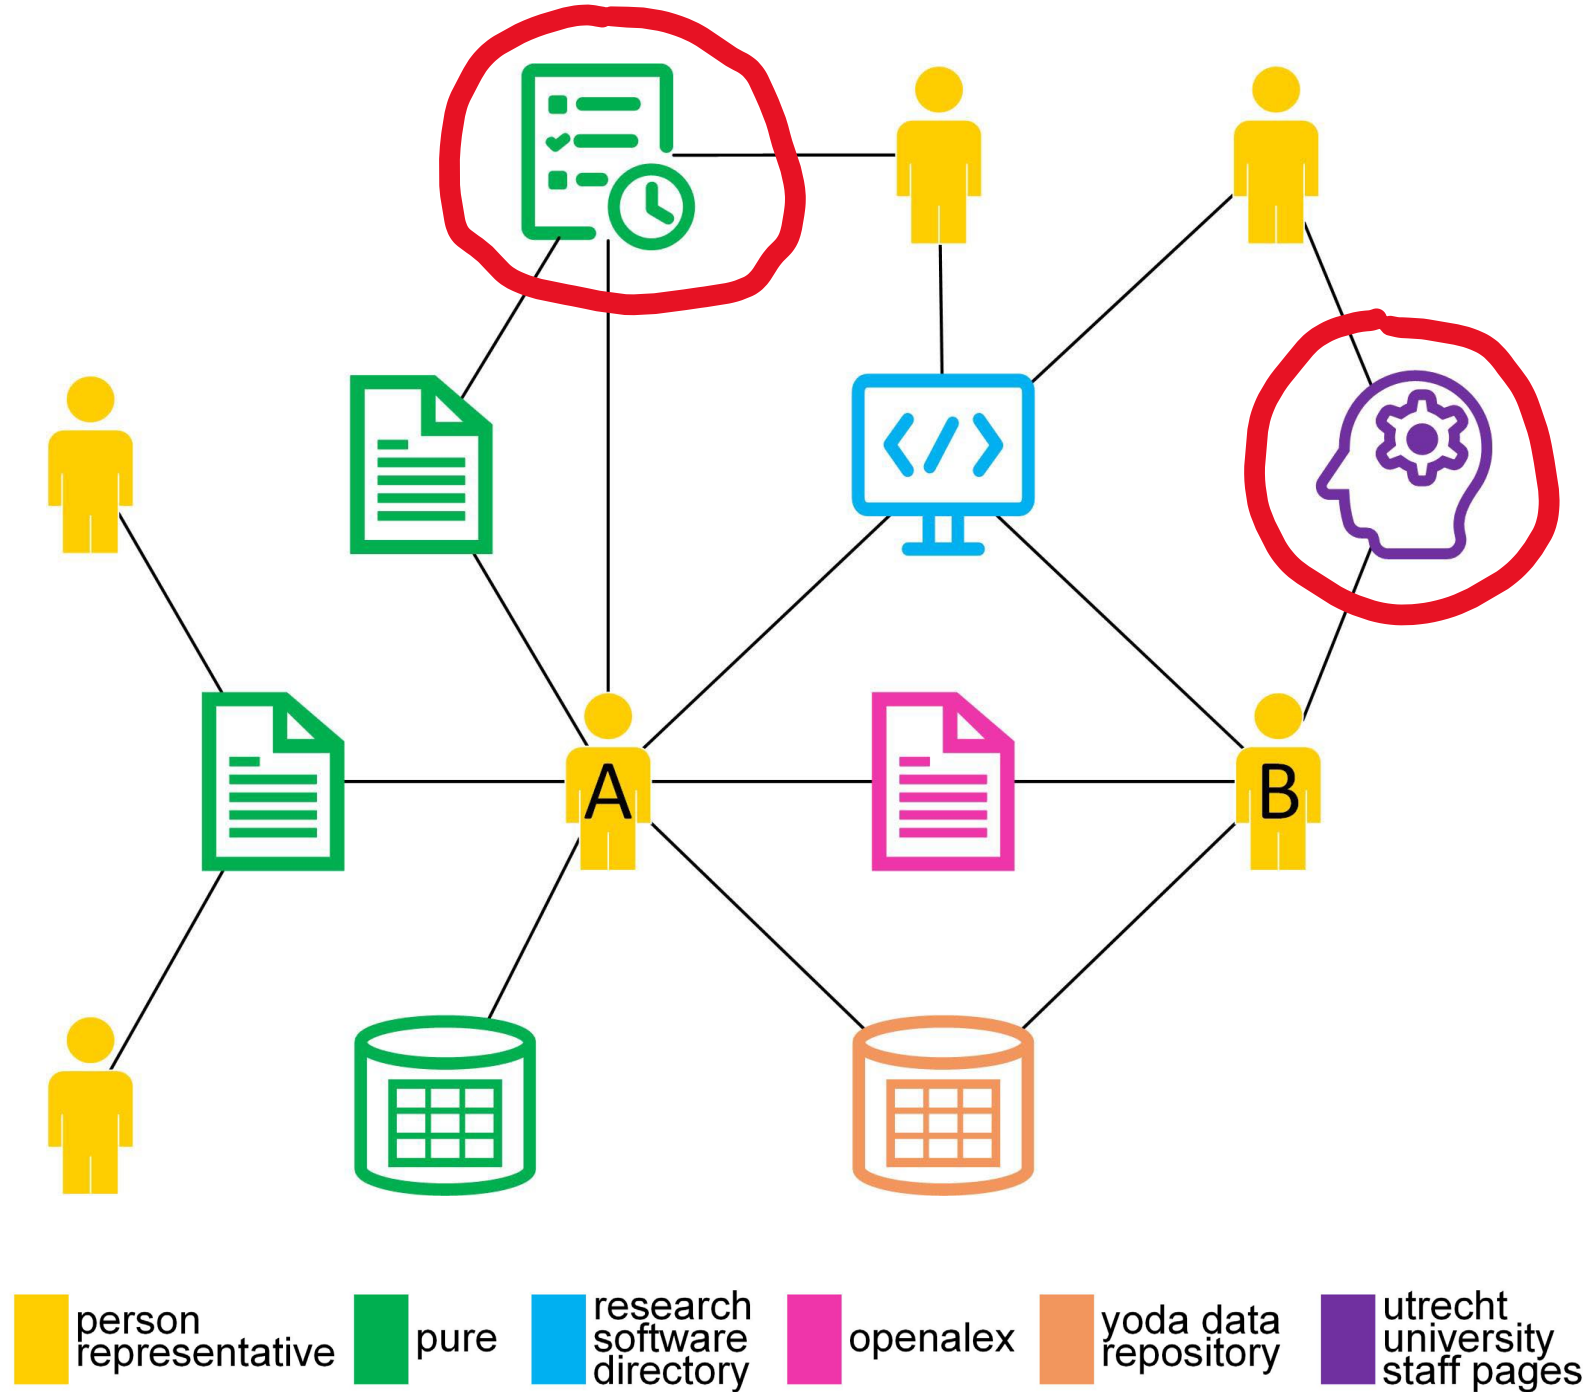 </>
A
B
person
representative
pure
research
software
directory
openalex
yoda data
repository
utrecht
university
staff pages